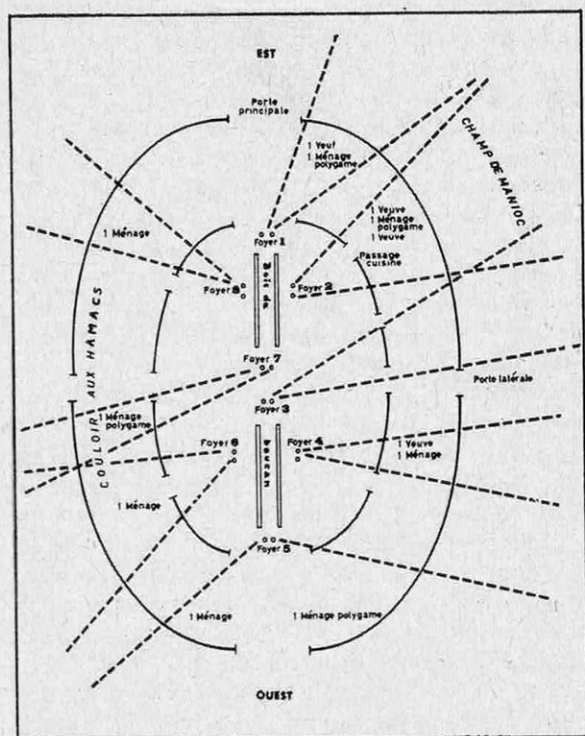 EST
Porte
principale
1 Veuf
1 Ménage
polygame
CHAMP DE MANIOC
1 Ménage
1 Veuve
1 Ménage
polygame
1 Veuve
Foyer 1
Passage
cuisine
Foyer 8
Foyer 2
COULOIR AUX HAMACS
Foyer 7
Foyer 3
Porte latérale
1 Ménage
polygame
Foyer 6
Foyer 4
1 Veuve
1 Ménage
1 Ménage
Foyer 5
1 Ménage
1 Ménage polygame
OUEST